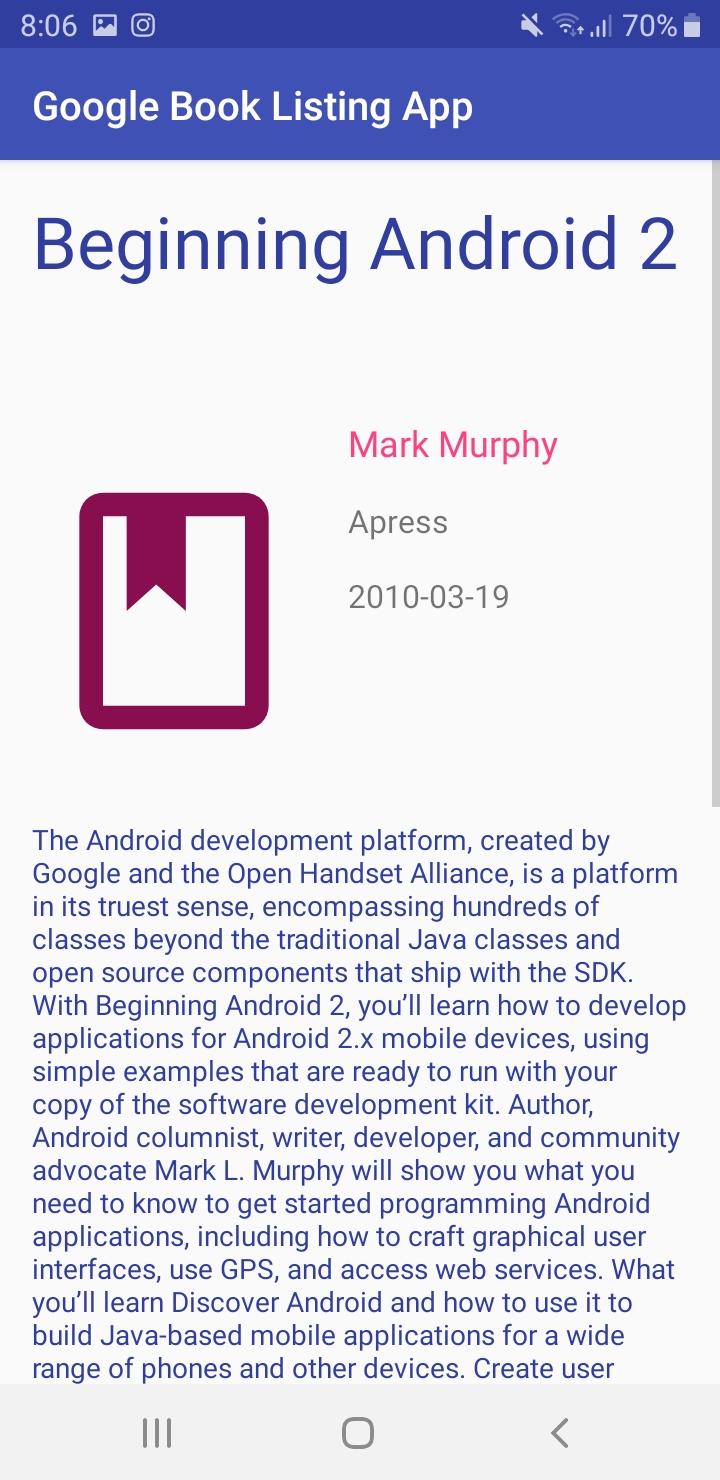 8:06
70%
Google Book Listing App
Beginning Android 2
Mark Murphy
Apress
2010-03-19
The Android development platform, created by
Google and the Open Handset Alliance, is a platform
in its truest sense, encompassing hundreds of
classes beyond the traditional Java classes and
open source components that ship with the SDK.
With Beginning Android 2, you’ll learn how to develop
applications for Android 2.x mobile devices, using
simple examples that are ready to run with your
copy of the software development kit. Author,
Android columnist, writer, developer, and community
advocate Mark L. Murphy will show you what you
need to know to get started programming Android
applications, including how to craft graphical user
interfaces, use GPS, and access web services. What
you’ll learn Discover Android and how to use it to
build Java-based mobile applications for a wide
range of phones and other devices. Create user